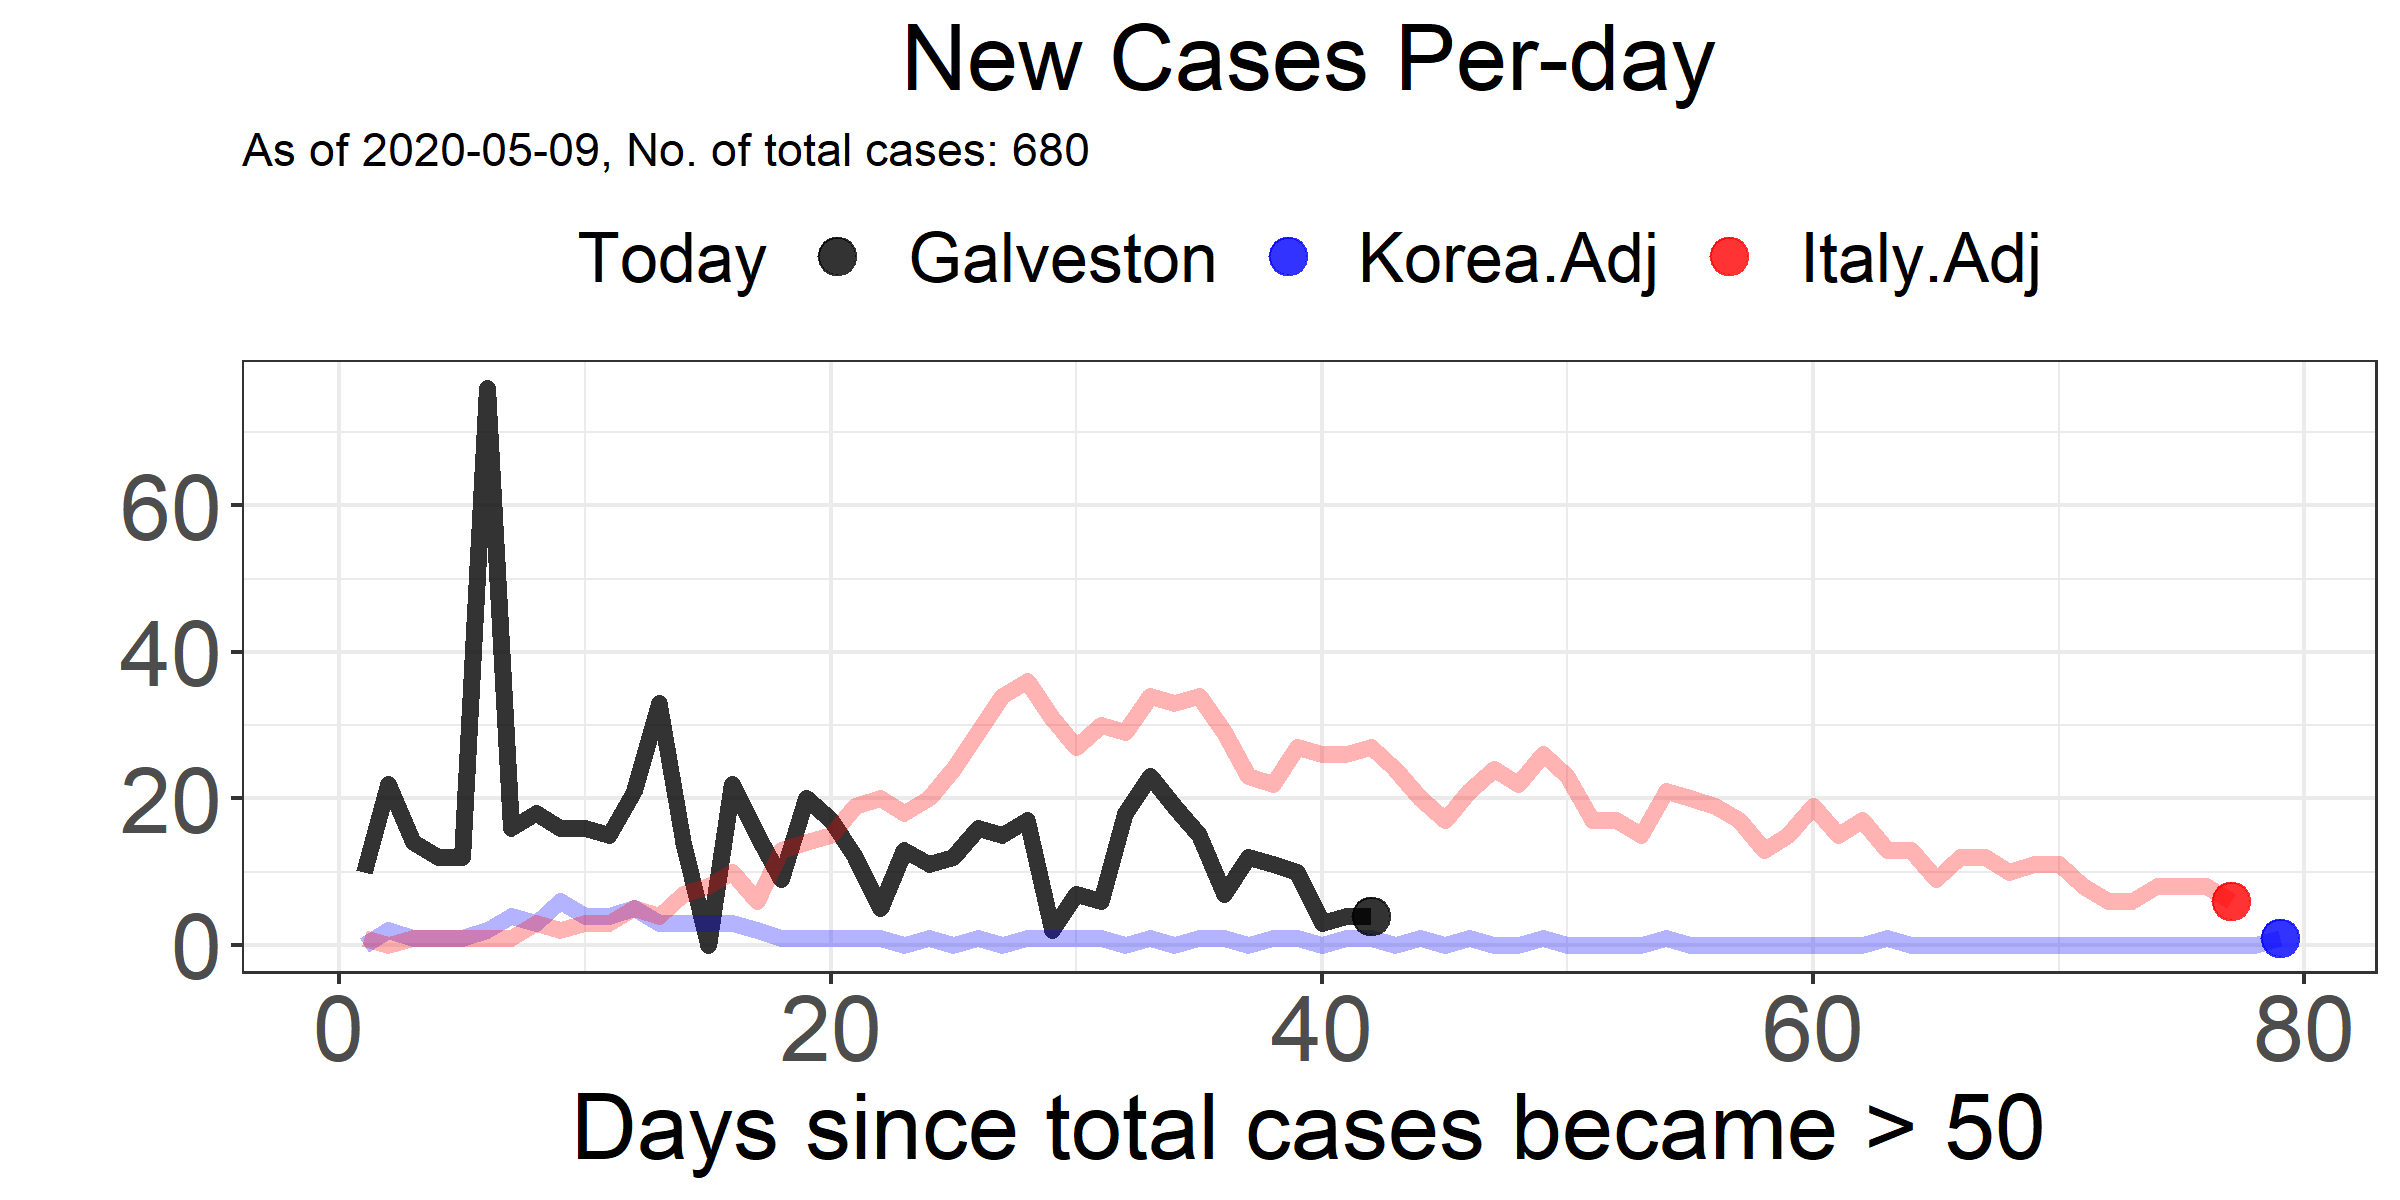 New Cases Per-day
As of 2020-05-09, No. of total cases: 680
Today Galveston Korea.Adj Italy.Adj
60
40
20
0
0 20 40 60 80
Days since total cases became > 50